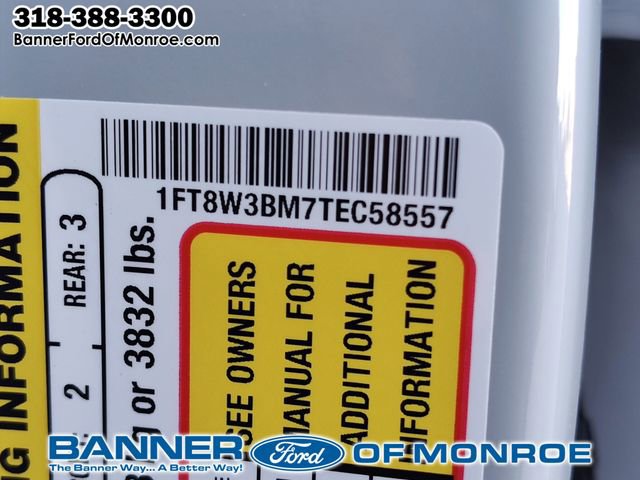 318-388-3300
BannerFordOfMonroe.com
1FT8W3BM7TEC58557
INFORMATION
REAR: 3
2
or 3832 lbs.
SEE OWNERS
MANUAL FOR
ADDITIONAL
INFORMATION
BANNER Ford OF MONROE
The Banner Way... A Better Way!